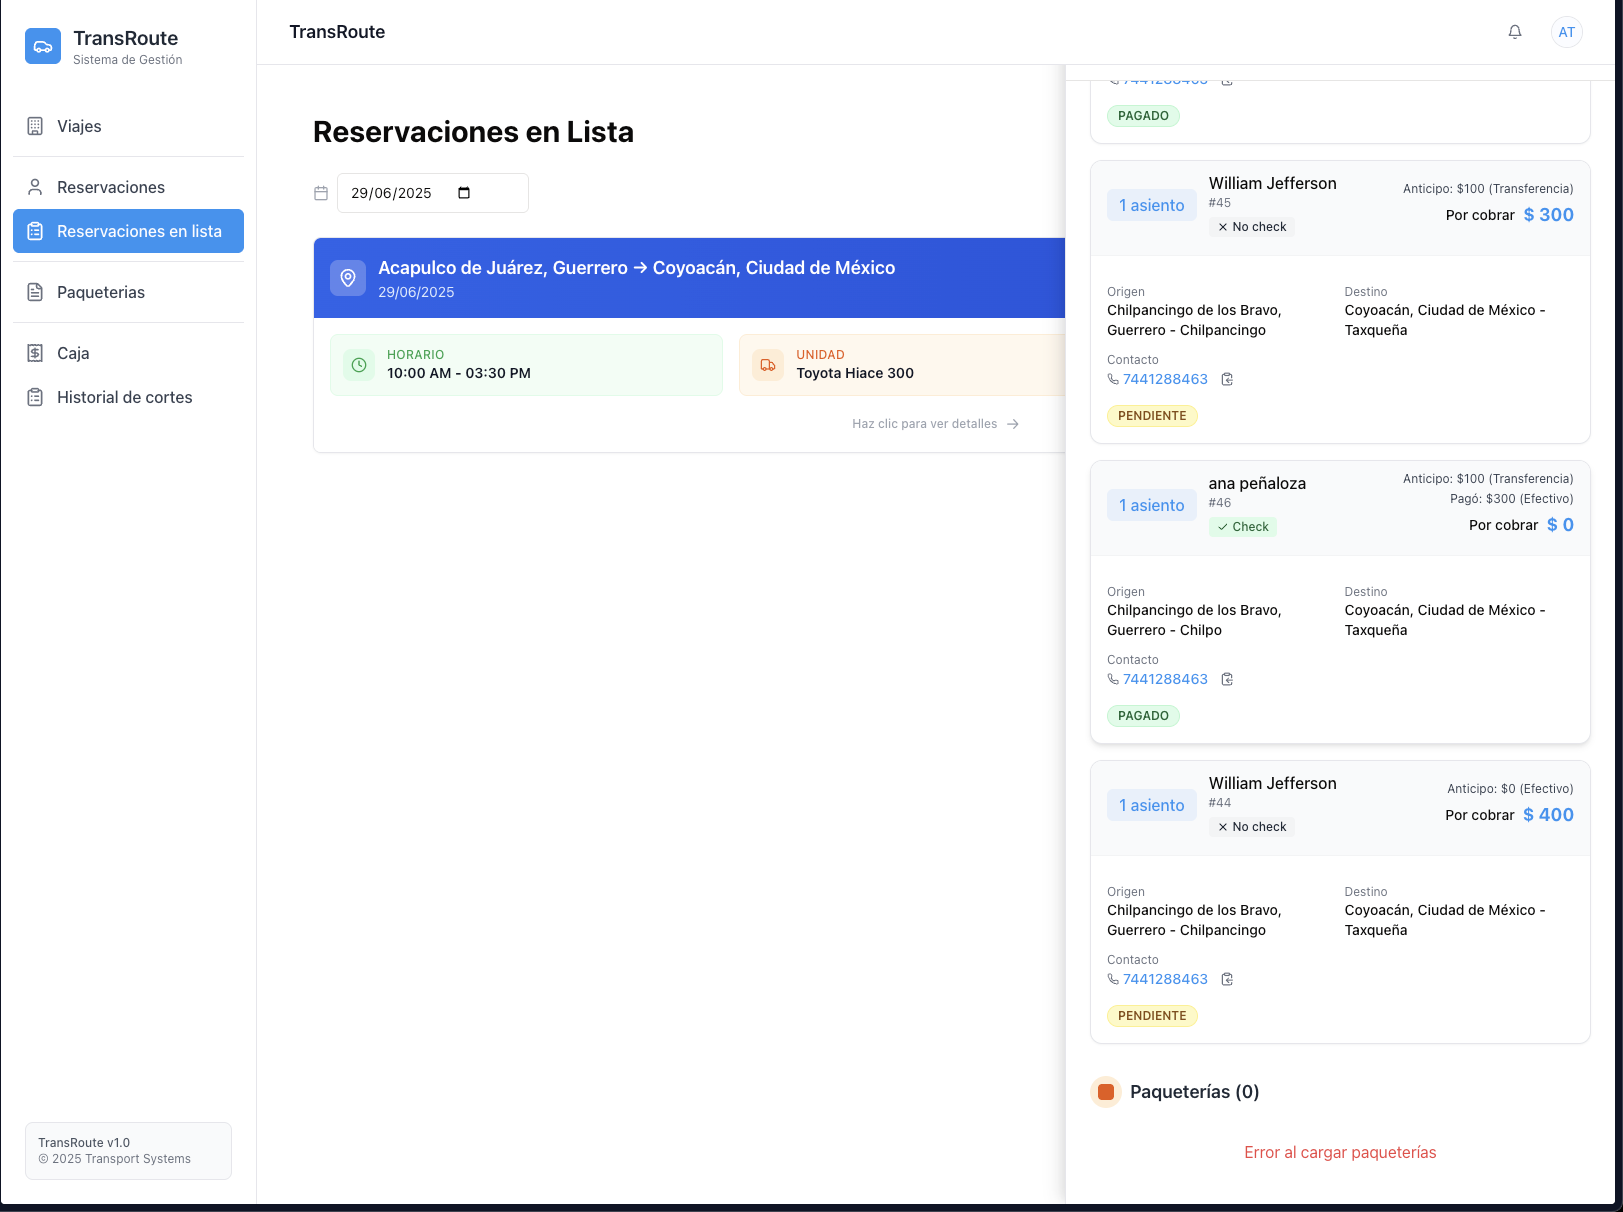 TransRoute
Sistema de Gestión
Viajes
Reservaciones
Reservaciones en lista
Paqueterias
Caja
Historial de cortes
TransRoute v1.0
© 2025 Transport Systems
TransRoute
AT
Reservaciones en Lista
29/06/2025
Acapulco de Juárez, Guerrero → Coyoacán, Ciudad de México
29/06/2025
HORARIO
10:00 AM - 03:30 PM
UNIDAD
Toyota Hiace 300
Haz clic para ver detalles →
7441288463
PAGADO
1 asiento
William Jefferson
#45
✕ No check
Anticipo: $100 (Transferencia)
Por cobrar $ 300
Origen
Chilpancingo de los Bravo,
Guerrero - Chilpancingo
Destino
Coyoacán, Ciudad de México -
Taxqueña
Contacto
7441288463
PENDIENTE
1 asiento
ana peñaloza
#46
✓ Check
Anticipo: $100 (Transferencia)
Pagó: $300 (Efectivo)
Por cobrar $ 0
Origen
Chilpancingo de los Bravo,
Guerrero - Chilpo
Destino
Coyoacán, Ciudad de México -
Taxqueña
Contacto
7441288463
PAGADO
1 asiento
William Jefferson
#44
✕ No check
Anticipo: $0 (Efectivo)
Por cobrar $ 400
Origen
Chilpancingo de los Bravo,
Guerrero - Chilpancingo
Destino
Coyoacán, Ciudad de México -
Taxqueña
Contacto
7441288463
PENDIENTE
Paqueterías (0)
Error al cargar paqueterías